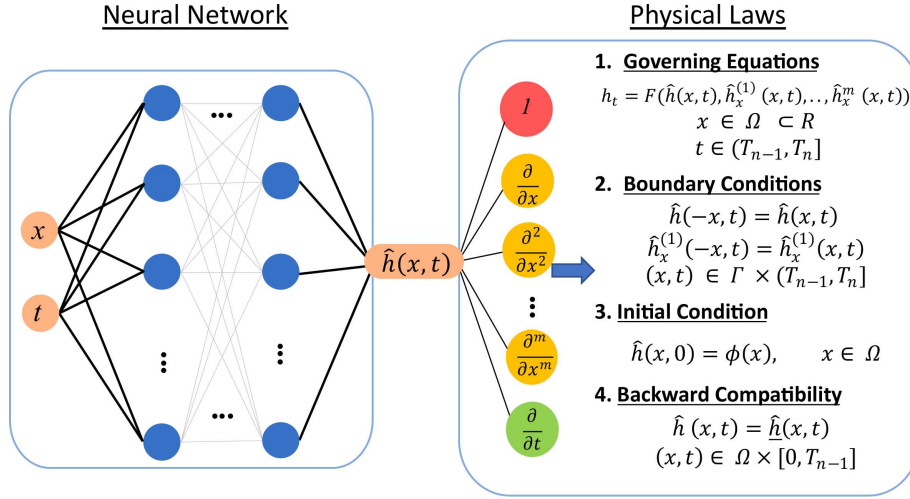 Neural Network
Physical Laws
x
t
...
...
ĥ(x, t)
1
∂/∂x
∂²/∂x²
∂ᵐ/∂xᵐ
∂/∂t
1. Governing Equations
h_t = F(ĥ(x, t), ĥ_x^(1) (x, t), . . , ĥ_x^m (x, t))
x ∈ Ω ⊂ R
t ∈ (T_{n−1}, T_n]
2. Boundary Conditions
ĥ(−x, t) = ĥ(x, t)
ĥ_x^(1)(−x, t) = ĥ_x^(1)(x, t)
(x, t) ∈ Γ × (T_{n−1}, T_n]
3. Initial Condition
ĥ(x, 0) = ϕ(x), x ∈ Ω
4. Backward Compatibility
ĥ (x, t) = ĥ̲(x, t)
(x, t) ∈ Ω × [0, T_{n−1}]